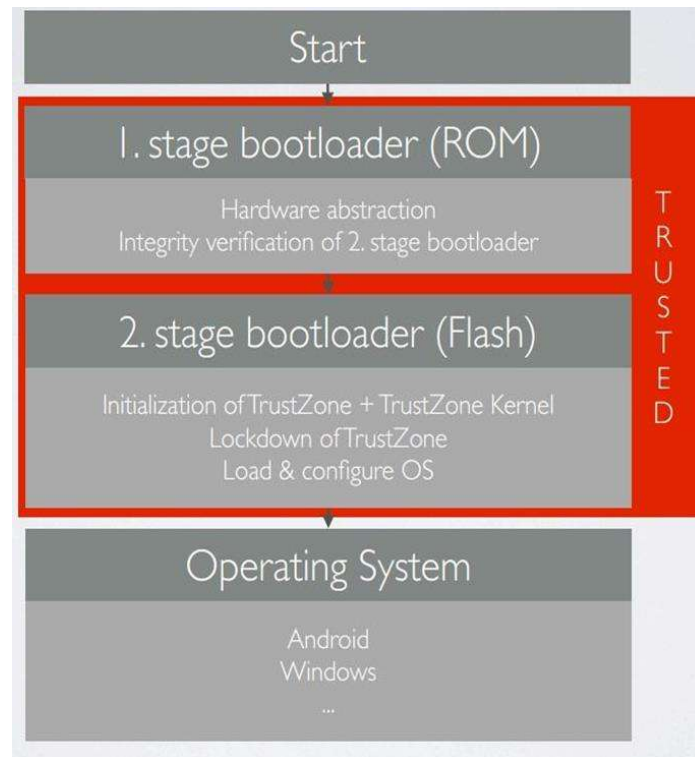 Start
1. stage bootloader (ROM)
Hardware abstraction
Integrity verification of 2. stage bootloader
2. stage bootloader (Flash)
Initialization of TrustZone + TrustZone Kernel
Lockdown of TrustZone
Load & configure OS
TRUSTED
Operating System
Android
Windows
...